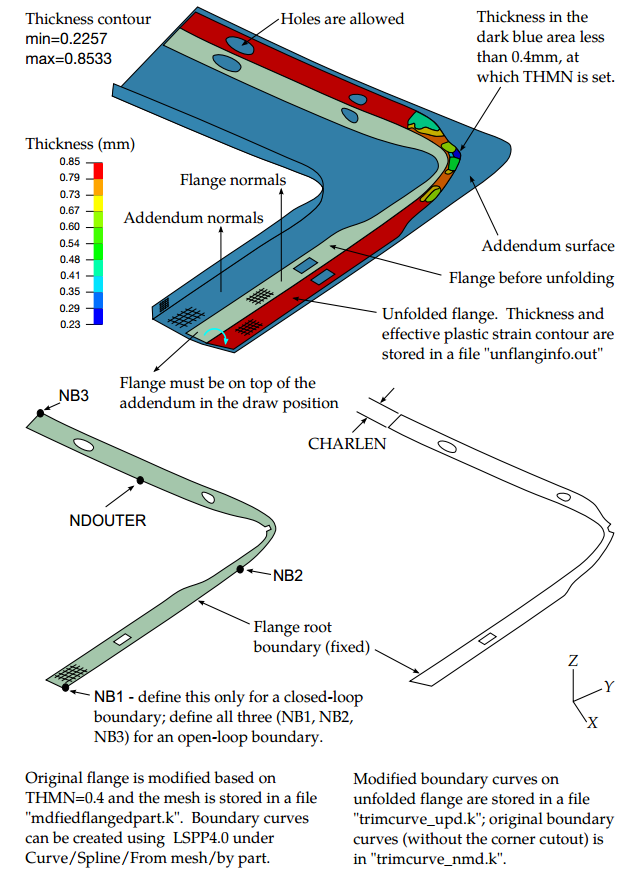 Thickness contour
min=0.2257
max=0.8533
Holes are allowed
Thickness in the
dark blue area less
than 0.4mm, at
which THMN is set.
Thickness (mm)
0.85
0.79
0.73
0.67
0.60
0.54
0.48
0.41
0.35
0.29
0.23
Flange normals
Addendum normals
Addendum surface
Flange before unfolding
Unfolded flange. Thickness and
effective plastic strain contour are
stored in a file "unflanginfo.out"
Flange must be on top of the
addendum in the draw position
NB3
CHARLEN
NDOUTER
NB2
Flange root
boundary (fixed)
NB1 - define this only for a closed-loop
boundary; define all three (NB1, NB2,
NB3) for an open-loop boundary.
Z
Y
X
Original flange is modified based on
THMN=0.4 and the mesh is stored in a file
"mdfiedflangedpart.k". Boundary curves
can be created using LSPP4.0 under
Curve/Spline/From mesh/by part.
Modified boundary curves on
unfolded flange are stored in a file
"trimcurve_upd.k"; original boundary
curves (without the corner cutout) is
in "trimcurve_nmd.k".